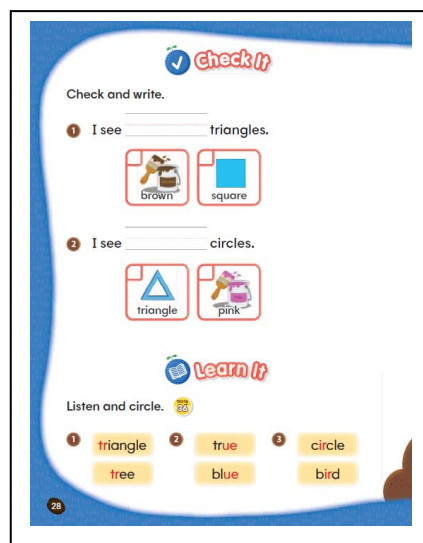 Check It
Check and write.
1 I see triangles.
brown square
2 I see circles.
triangle pink
Learn It
Listen and circle. 36
1 triangle 2 true 3 circle
tree blue bird
28